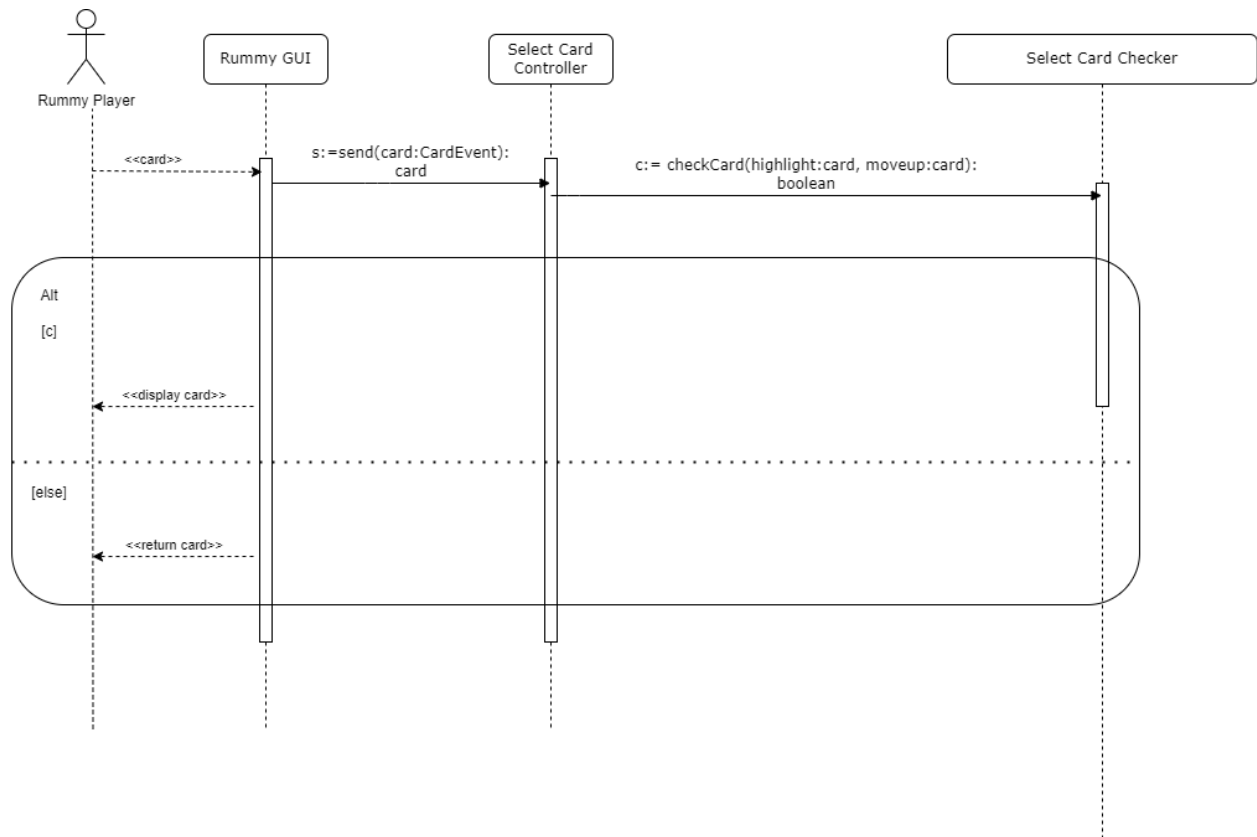 Rummy Player
Rummy GUI
Select Card
Controller
Select Card Checker
<<card>>
s:=send(card:CardEvent):
card
c:= checkCard(highlight:card, moveup:card):
boolean
Alt
[c]
<<display card>>
[else]
<<return card>>